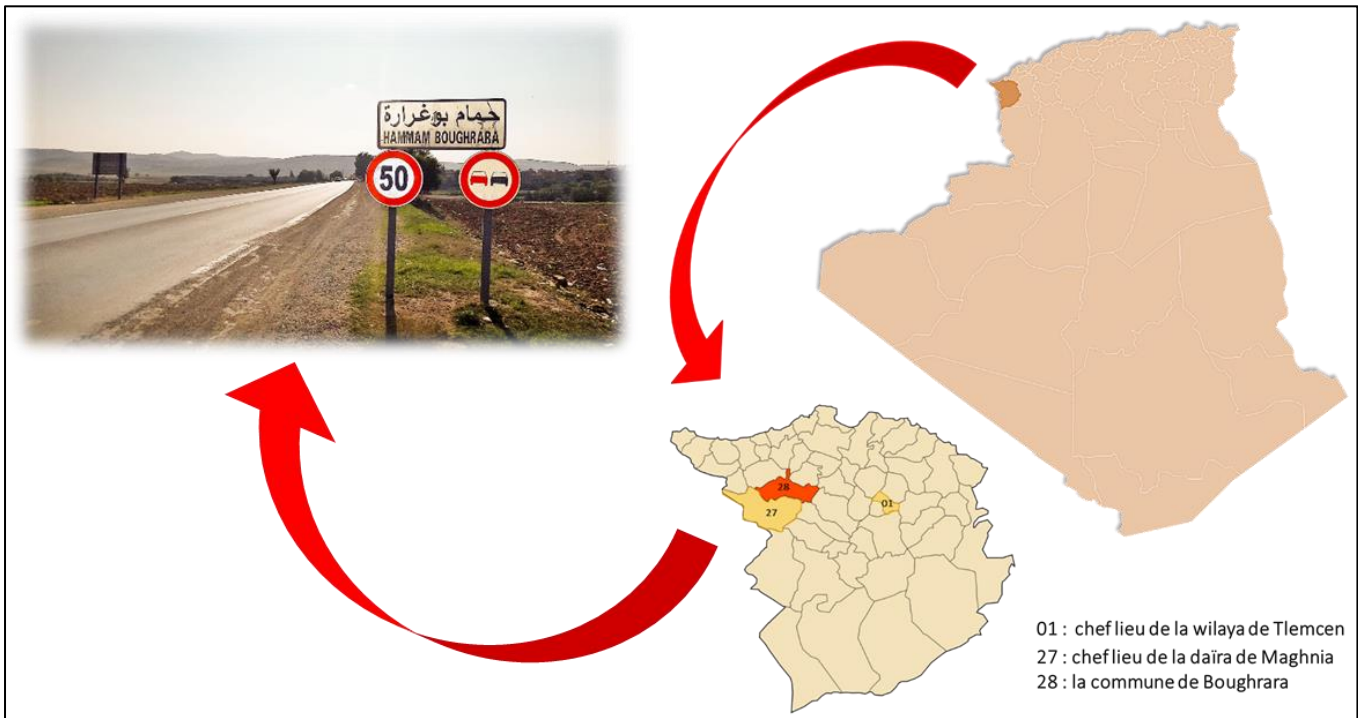 حمام بوغرارة
HAMMAM BOUGHRARA
50
28
27
01
01 : chef lieu de la wilaya de Tlemcen
27 : chef lieu de la daïra de Maghnia
28 : la commune de Boughrara